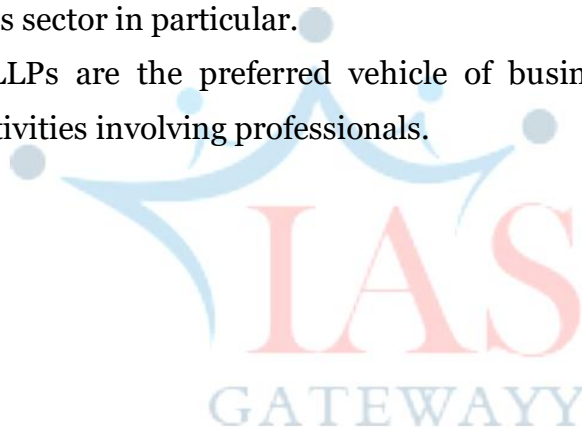 s sector in particular.
LLPs are the preferred vehicle of busin
tivities involving professionals.
IAS
GATEWAYY